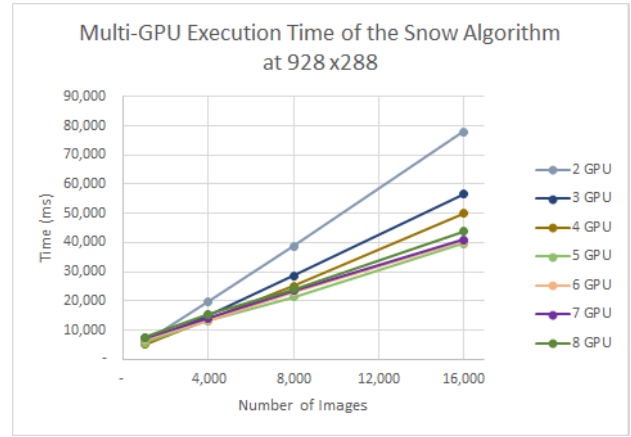 Multi-GPU Execution Time of the Snow Algorithm
at 928 x288
90,000
80,000
70,000
60,000
50,000
40,000
30,000
20,000
10,000
-
Time (ms)
- 4,000 8,000 12,000 16,000
Number of Images
2 GPU
3 GPU
4 GPU
5 GPU
6 GPU
7 GPU
8 GPU